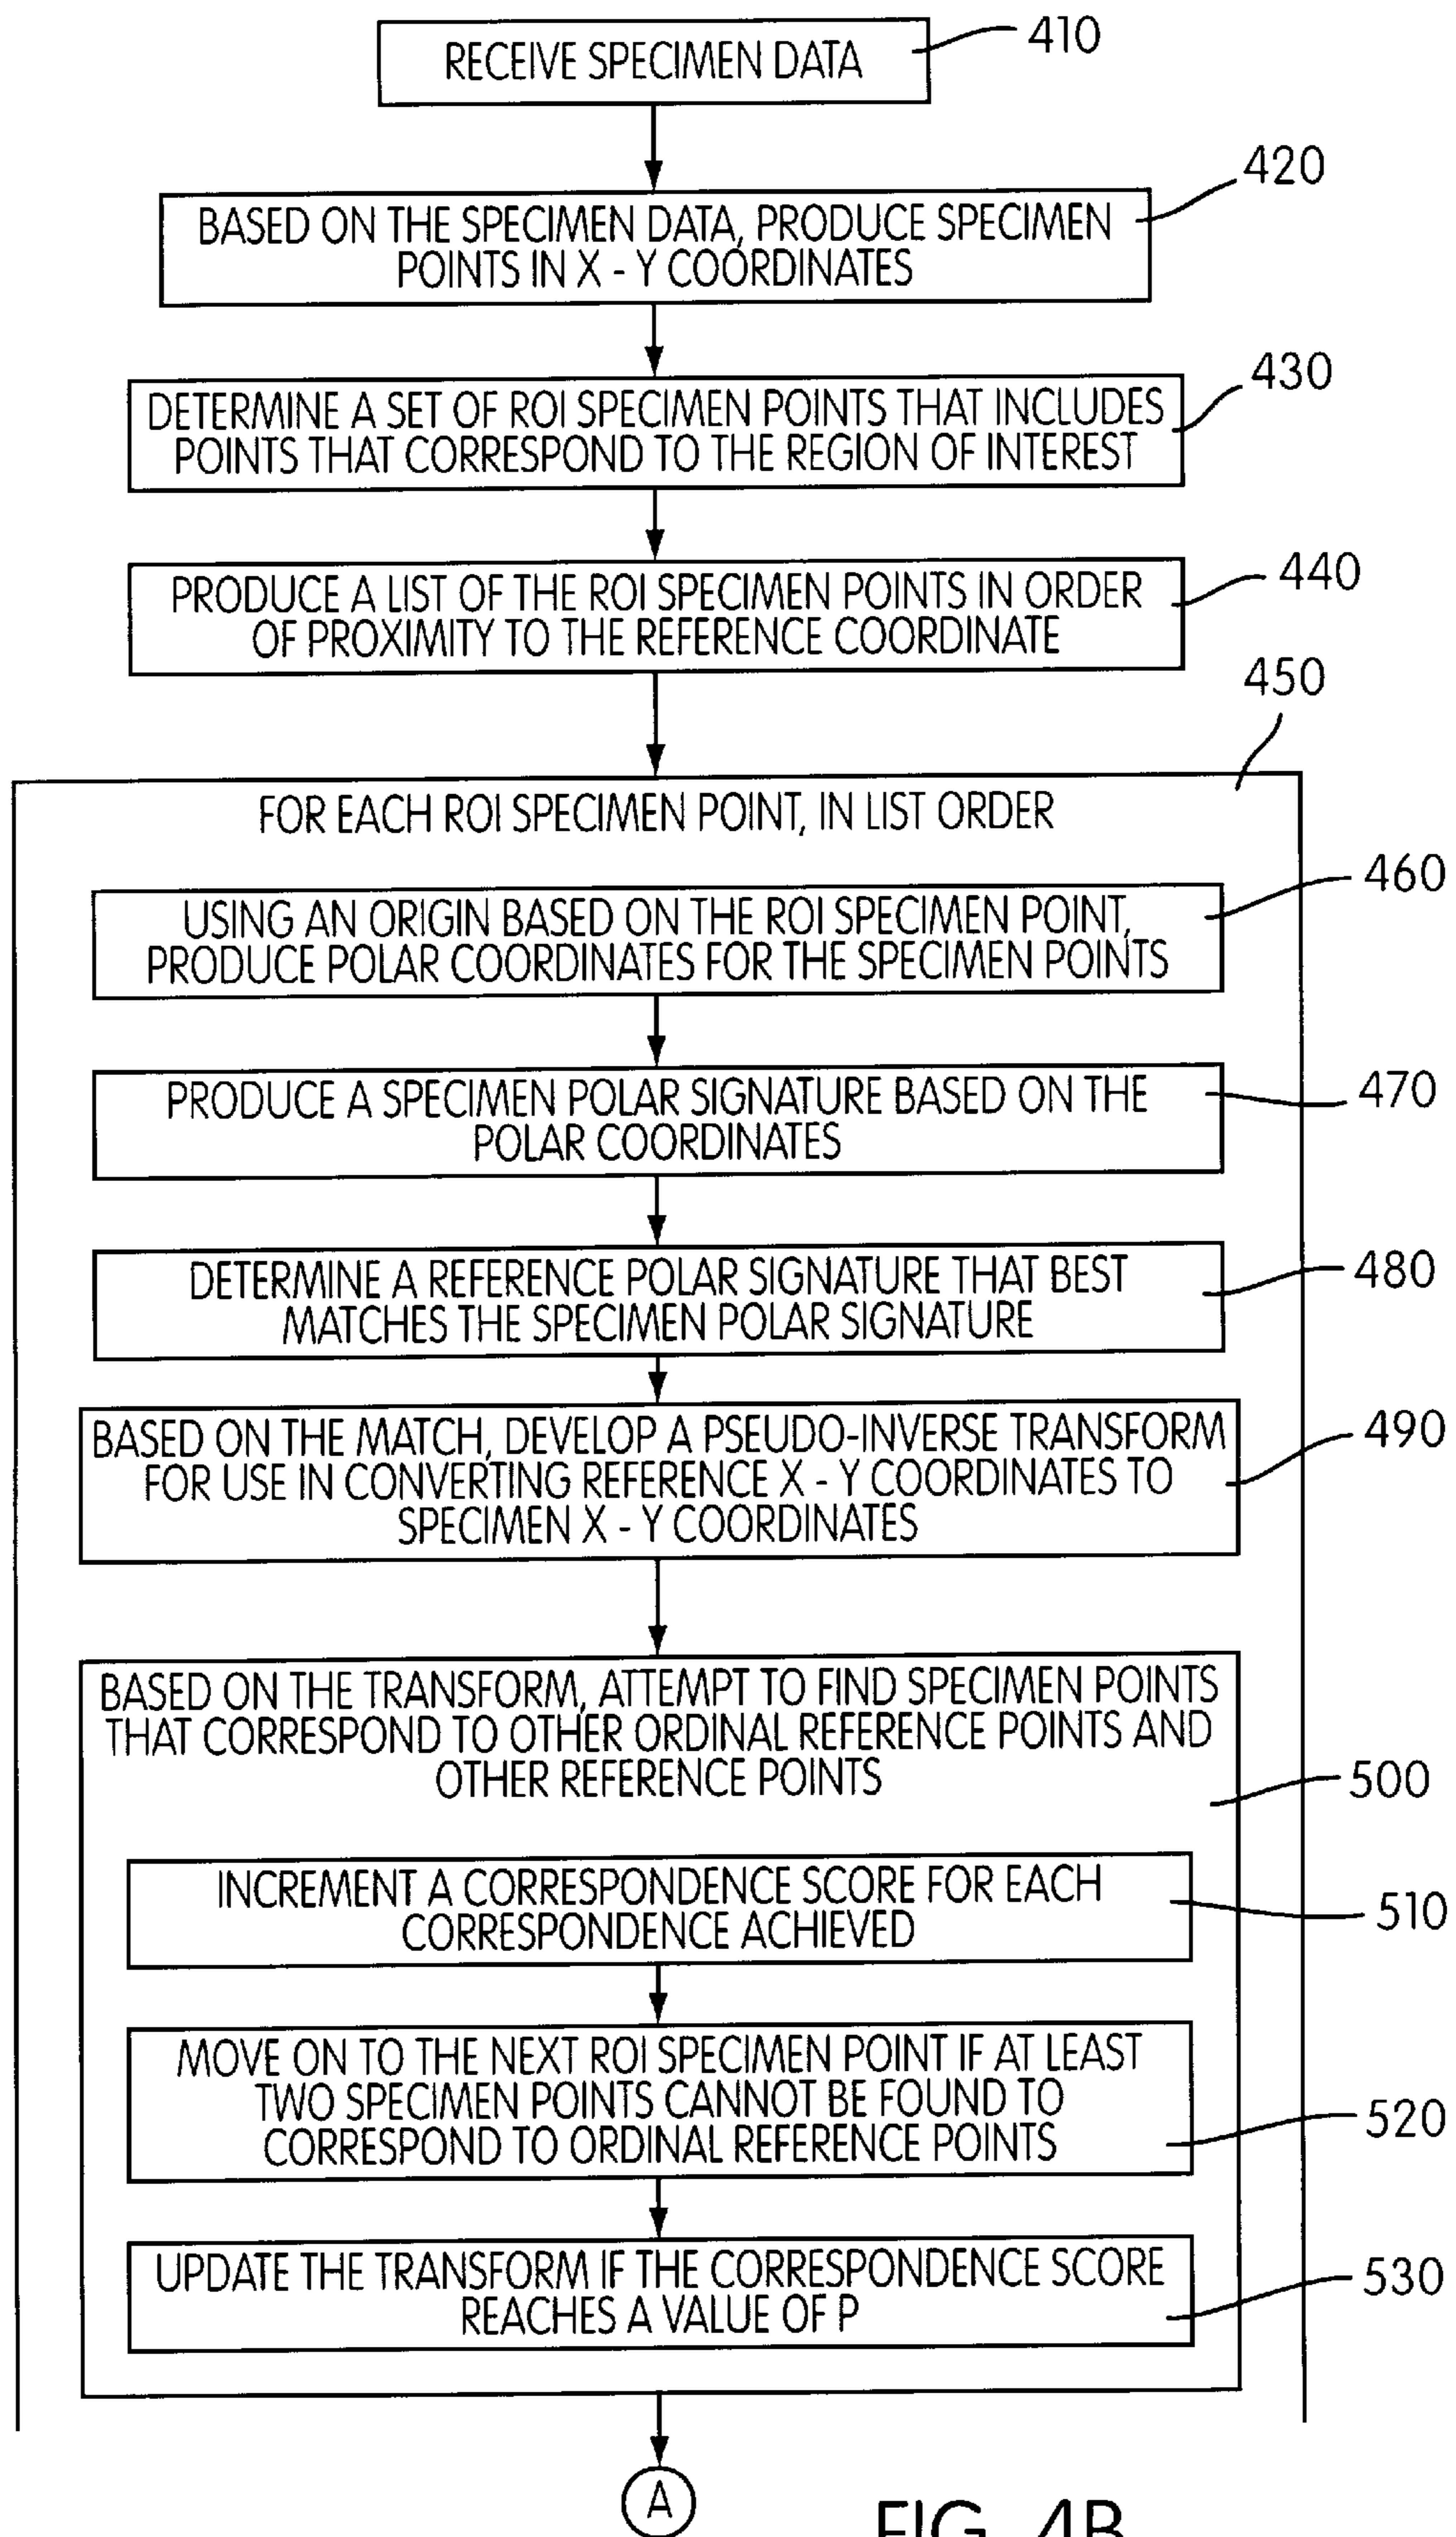 RECEIVE SPECIMEN DATA
410
BASED ON THE SPECIMEN DATA, PRODUCE SPECIMEN
POINTS IN X - Y COORDINATES
420
DETERMINE A SET OF ROI SPECIMEN POINTS THAT INCLUDES
POINTS THAT CORRESPOND TO THE REGION OF INTEREST
430
PRODUCE A LIST OF THE ROI SPECIMEN POINTS IN ORDER
OF PROXIMITY TO THE REFERENCE COORDINATE
440
450
FOR EACH ROI SPECIMEN POINT, IN LIST ORDER
USING AN ORIGIN BASED ON THE ROI SPECIMEN POINT,
PRODUCE POLAR COORDINATES FOR THE SPECIMEN POINTS
460
PRODUCE A SPECIMEN POLAR SIGNATURE BASED ON THE
POLAR COORDINATES
470
DETERMINE A REFERENCE POLAR SIGNATURE THAT BEST
MATCHES THE SPECIMEN POLAR SIGNATURE
480
BASED ON THE MATCH, DEVELOP A PSEUDO-INVERSE TRANSFORM
FOR USE IN CONVERTING REFERENCE X - Y COORDINATES TO
SPECIMEN X - Y COORDINATES
490
BASED ON THE TRANSFORM, ATTEMPT TO FIND SPECIMEN POINTS
THAT CORRESPOND TO OTHER ORDINAL REFERENCE POINTS AND
OTHER REFERENCE POINTS
500
INCREMENT A CORRESPONDENCE SCORE FOR EACH
CORRESPONDENCE ACHIEVED
510
MOVE ON TO THE NEXT ROI SPECIMEN POINT IF AT LEAST
TWO SPECIMEN POINTS CANNOT BE FOUND TO
CORRESPOND TO ORDINAL REFERENCE POINTS
520
UPDATE THE TRANSFORM IF THE CORRESPONDENCE SCORE
REACHES A VALUE OF P
530
A
FIG. 4B